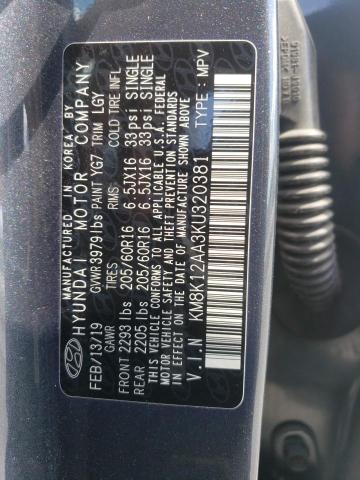 MANUFACTURED IN KOREA BY
HYUNDAI MOTOR COMPANY
FEB/13/19 GVWR3979 lbs PAINT YG7 TRIM LGY
GAWR TIRES RIMS COLD TIRE INFL
FRONT 2293 lbs 205/60R16 6.5JX16 33psi SINGLE
REAR 2205 lbs 205/60R16 6.5JX16 33psi SINGLE
THIS VEHICLE CONFORMS TO ALL APPLICABLE U.S.A. FEDERAL
MOTOR VEHICLE SAFETY, BUMPER, AND THEFT PREVENTION
STANDARDS IN EFFECT ON THE DATE OF MANUFACTURE SHOWN ABOVE
V.I.N KM8K12AA3KU320381 TYPE: MPV